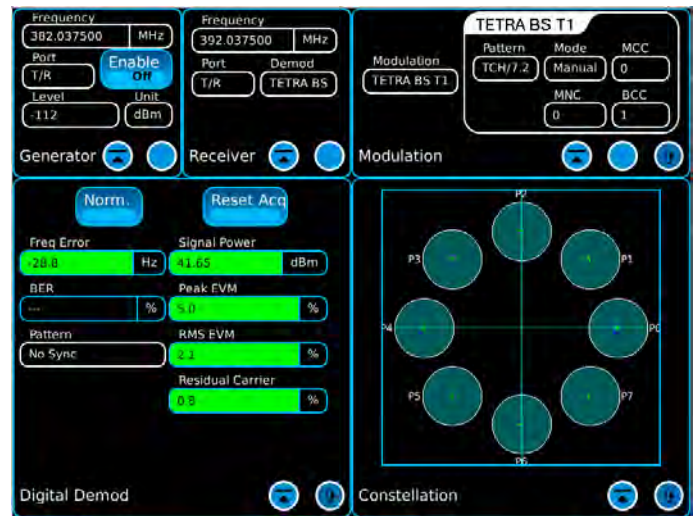 Frequency
382.037500 MHz
Port
Enable
Off
T/R
Level Unit
-112 dBm
Generator
Frequency
392.037500 MHz
Port Demod
T/R TETRA BS
Receiver
TETRA BS T1
Modulation
TETRA BS T1
Pattern Mode MCC
TCH/7.2 Manual 0
MNC BCC
0 1
Modulation
Norm. Reset Acq
Freq Error Signal Power
-28.8 Hz 41.65 dBm
BER Peak EVM
--- % 5.0 %
Pattern RMS EVM
No Sync 2.1 %
Residual Carrier
0.8 %
Digital Demod
P2
P3 P1
P4 P0
P5 P7
P6
Constellation